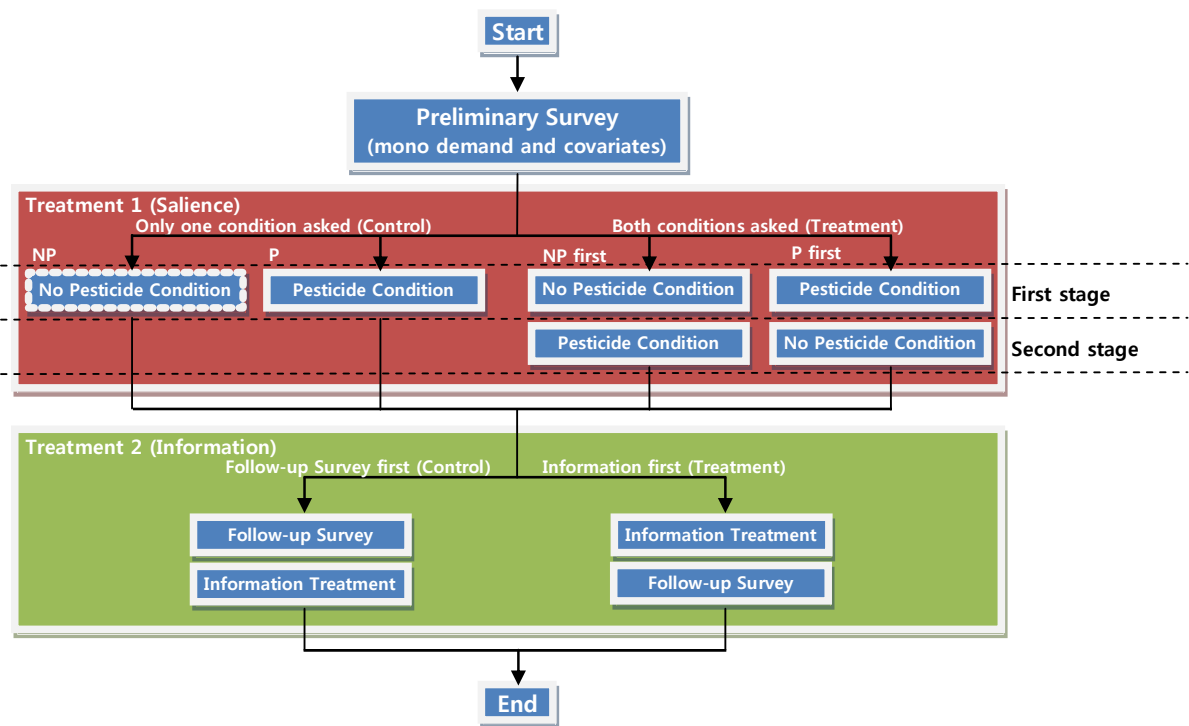 Start
Preliminary Survey
(mono demand and covariates)
Treatment 1 (Salience)
Only one condition asked (Control)
Both conditions asked (Treatment)
NP
P
NP first
P first
No Pesticide Condition
Pesticide Condition
No Pesticide Condition
Pesticide Condition
First stage
Pesticide Condition
No Pesticide Condition
Second stage
Treatment 2 (Information)
Follow-up Survey first (Control)
Information first (Treatment)
Follow-up Survey
Information Treatment
Information Treatment
Follow-up Survey
End